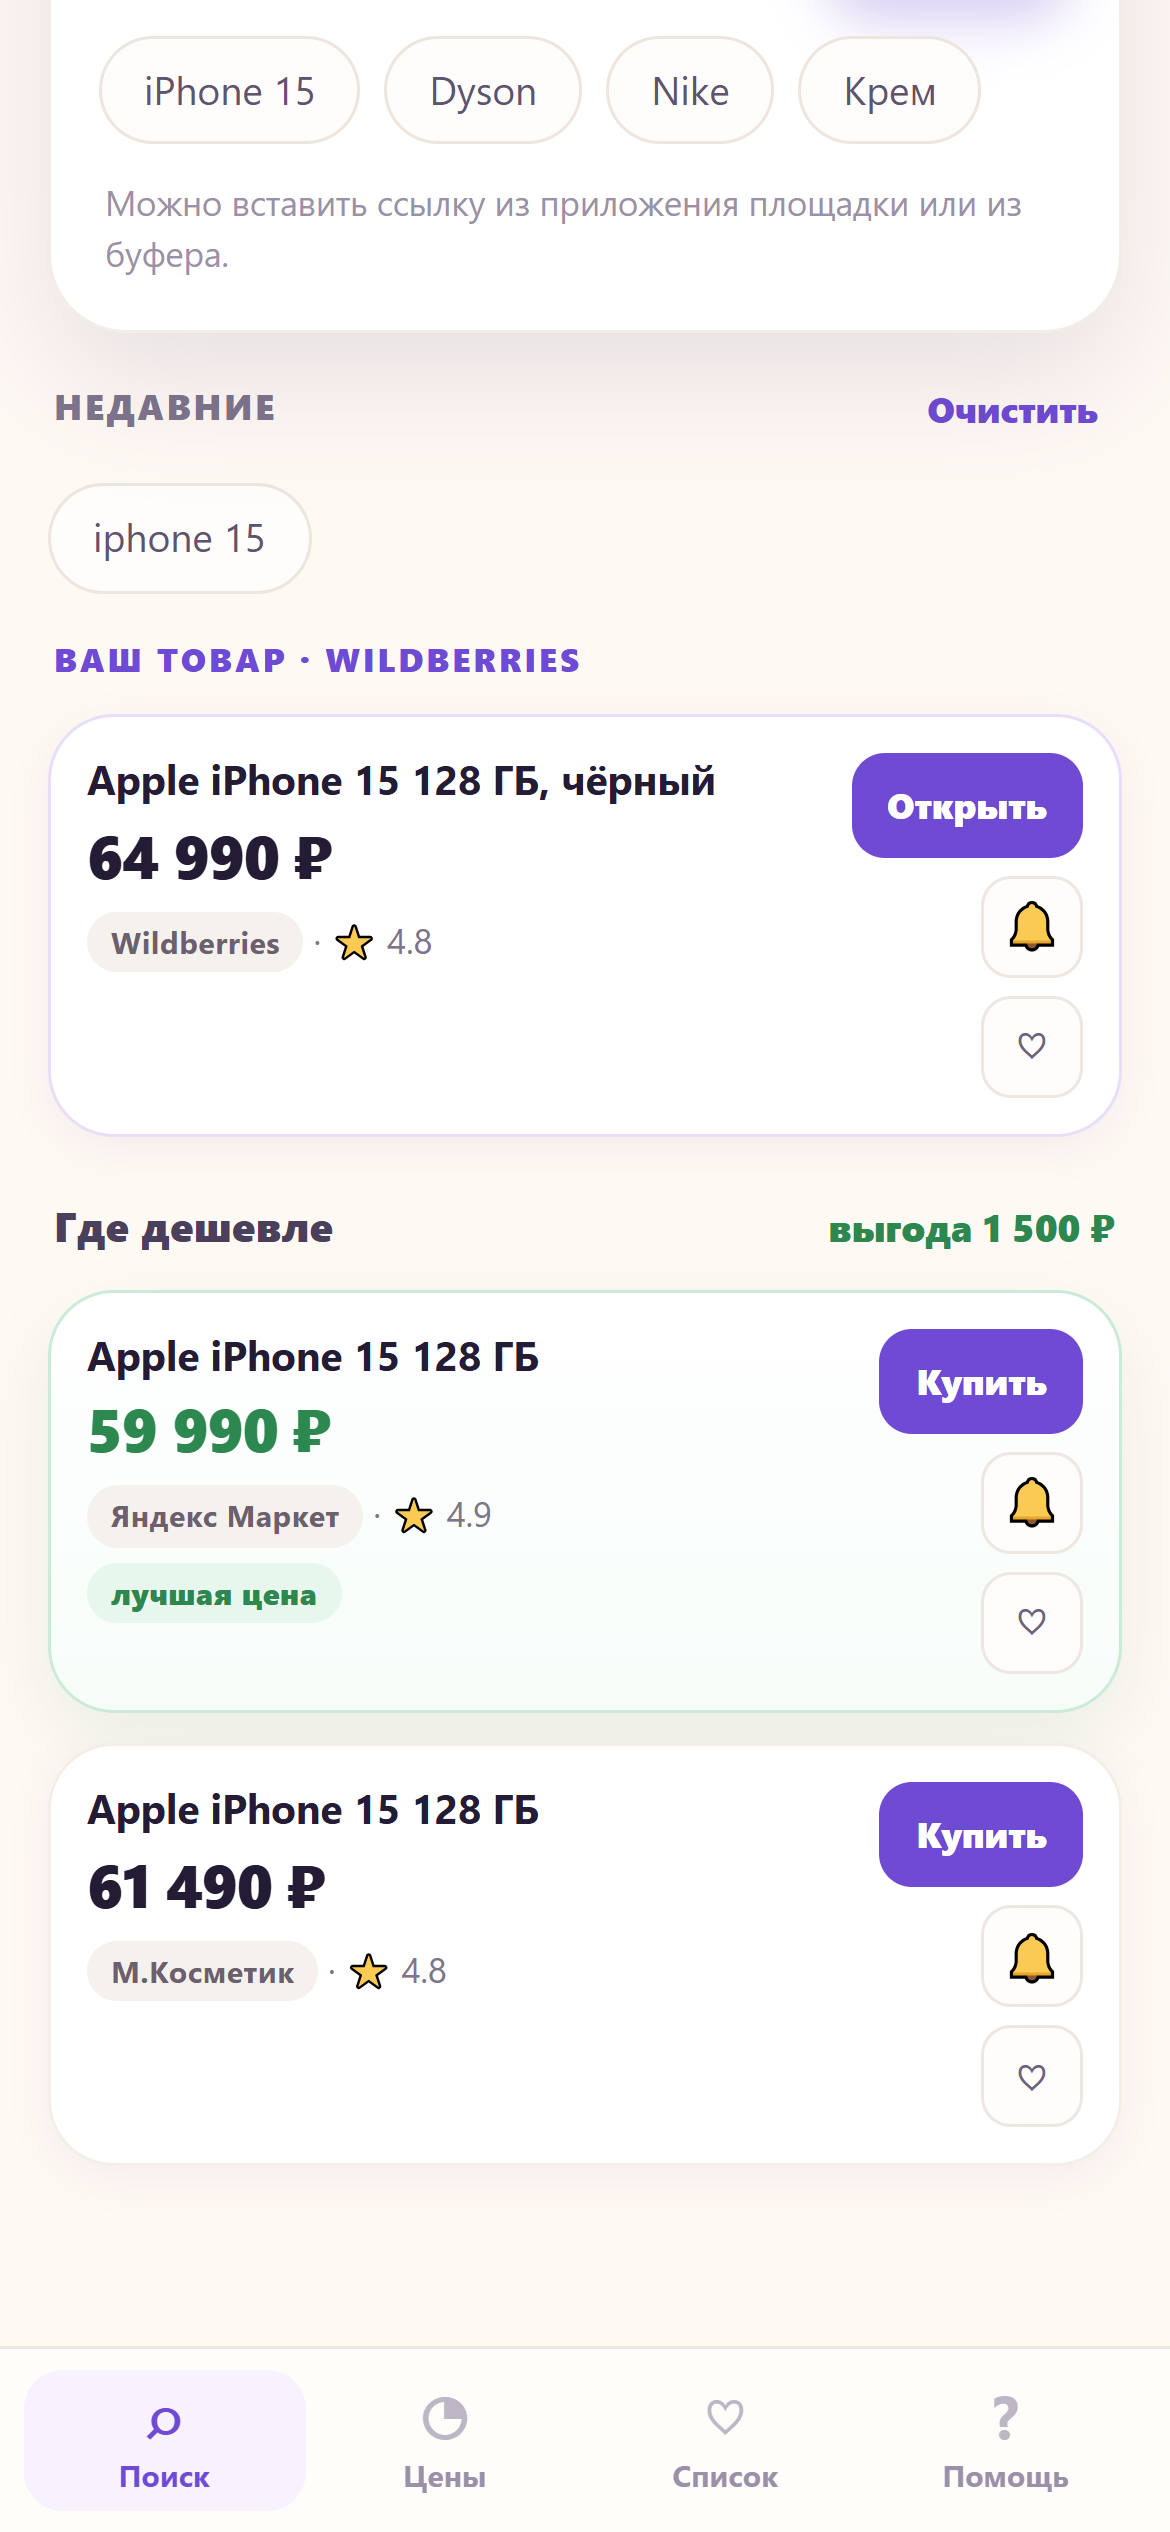 iPhone 15
Dyson
Nike
Крем
Можно вставить ссылку из приложения площадки или из
буфера.
НЕДАВНИЕ
Очистить
iphone 15
ВАШ ТОВАР · WILDBERRIES
Apple iPhone 15 128 ГБ, чёрный
Открыть
64 990 ₽
Wildberries · ⭐ 4.8
Где дешевле
выгода 1 500 ₽
Apple iPhone 15 128 ГБ
Купить
59 990 ₽
Яндекс Маркет · ⭐ 4.9
лучшая цена
Apple iPhone 15 128 ГБ
Купить
61 490 ₽
М.Косметик · ⭐ 4.8
Поиск
Цены
Список
Помощь